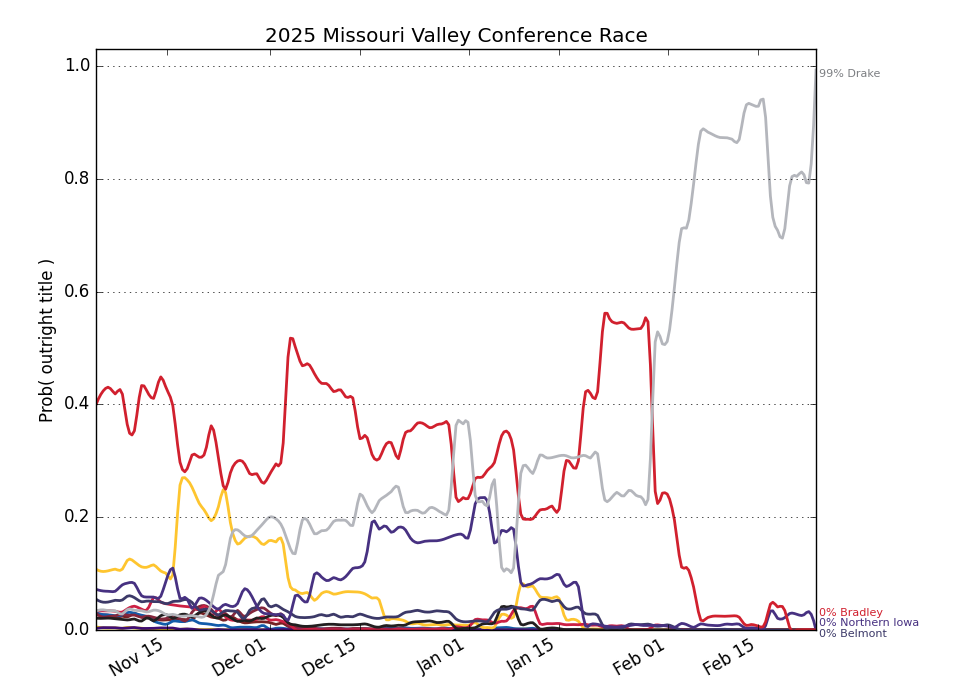 2025 Missouri Valley Conference Race
1.0
0.8
0.6
0.4
0.2
0.0
Prob( outright title )
Nov 15
Dec 01
Dec 15
Jan 01
Jan 15
Feb 01
Feb 15
99% Drake
0% Bradley
0% Northern Iowa
0% Belmont